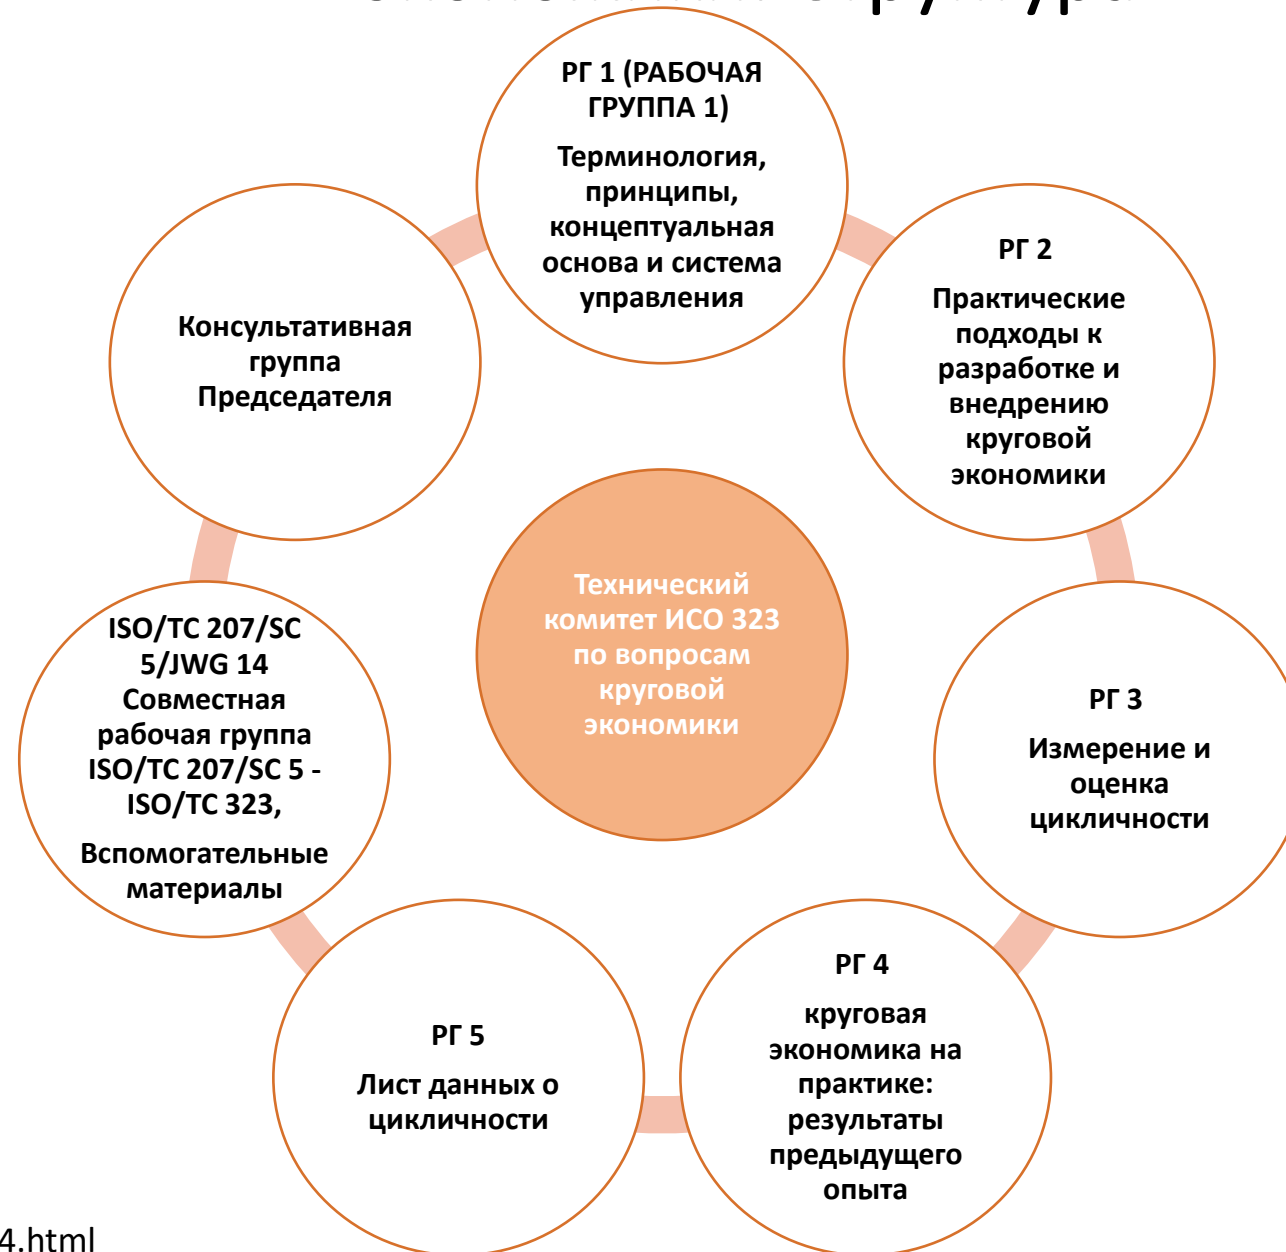 РГ 1 (РАБОЧАЯ
ГРУППА 1)
Терминология,
принципы,
концептуальная
основа и система
управления
РГ 2
Практические
подходы к
разработке и
внедрению
круговой
экономики
РГ 3
Измерение и
оценка
цикличности
РГ 4
круговая
экономика на
практике:
результаты
предыдущего
опыта
РГ 5
Лист данных о
цикличности
ISO/TC 207/SC
5/JWG 14
Совместная
рабочая группа
ISO/TC 207/SC 5 -
ISO/TC 323,
Вспомогательные
материалы
Консультативная
группа
Председателя
Технический
комитет ИСО 323
по вопросам
круговой
экономики
4.html